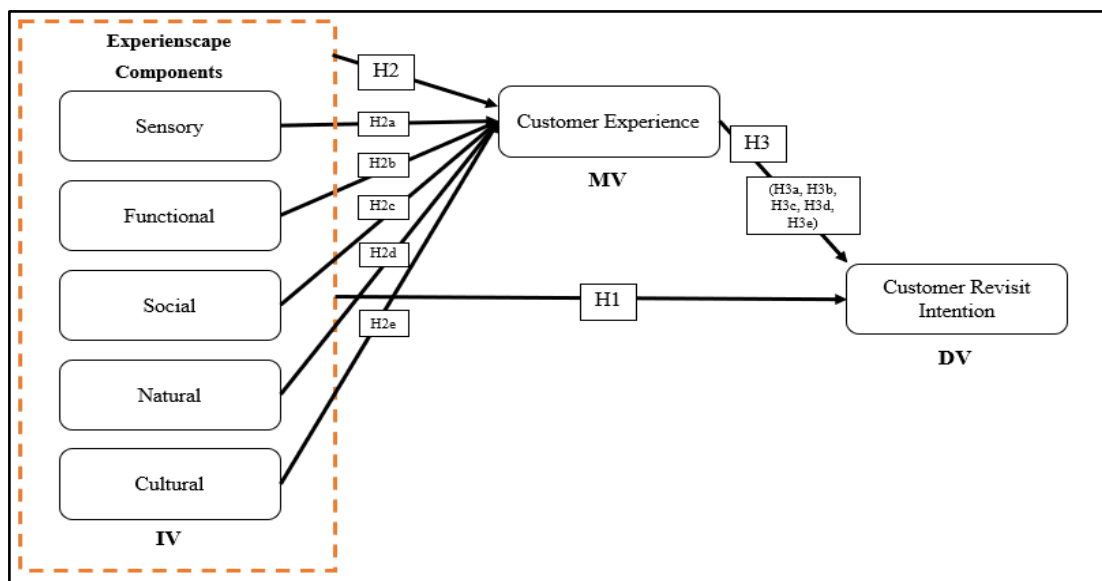 Experienscape
Components
Sensory
Functional
Social
Natural
Cultural
IV
H2
H2a
H2b
H2c
H2d
H2e
H1
Customer Experience
MV
H3
(H3a, H3b,
H3c, H3d,
H3e)
Customer Revisit
Intention
DV